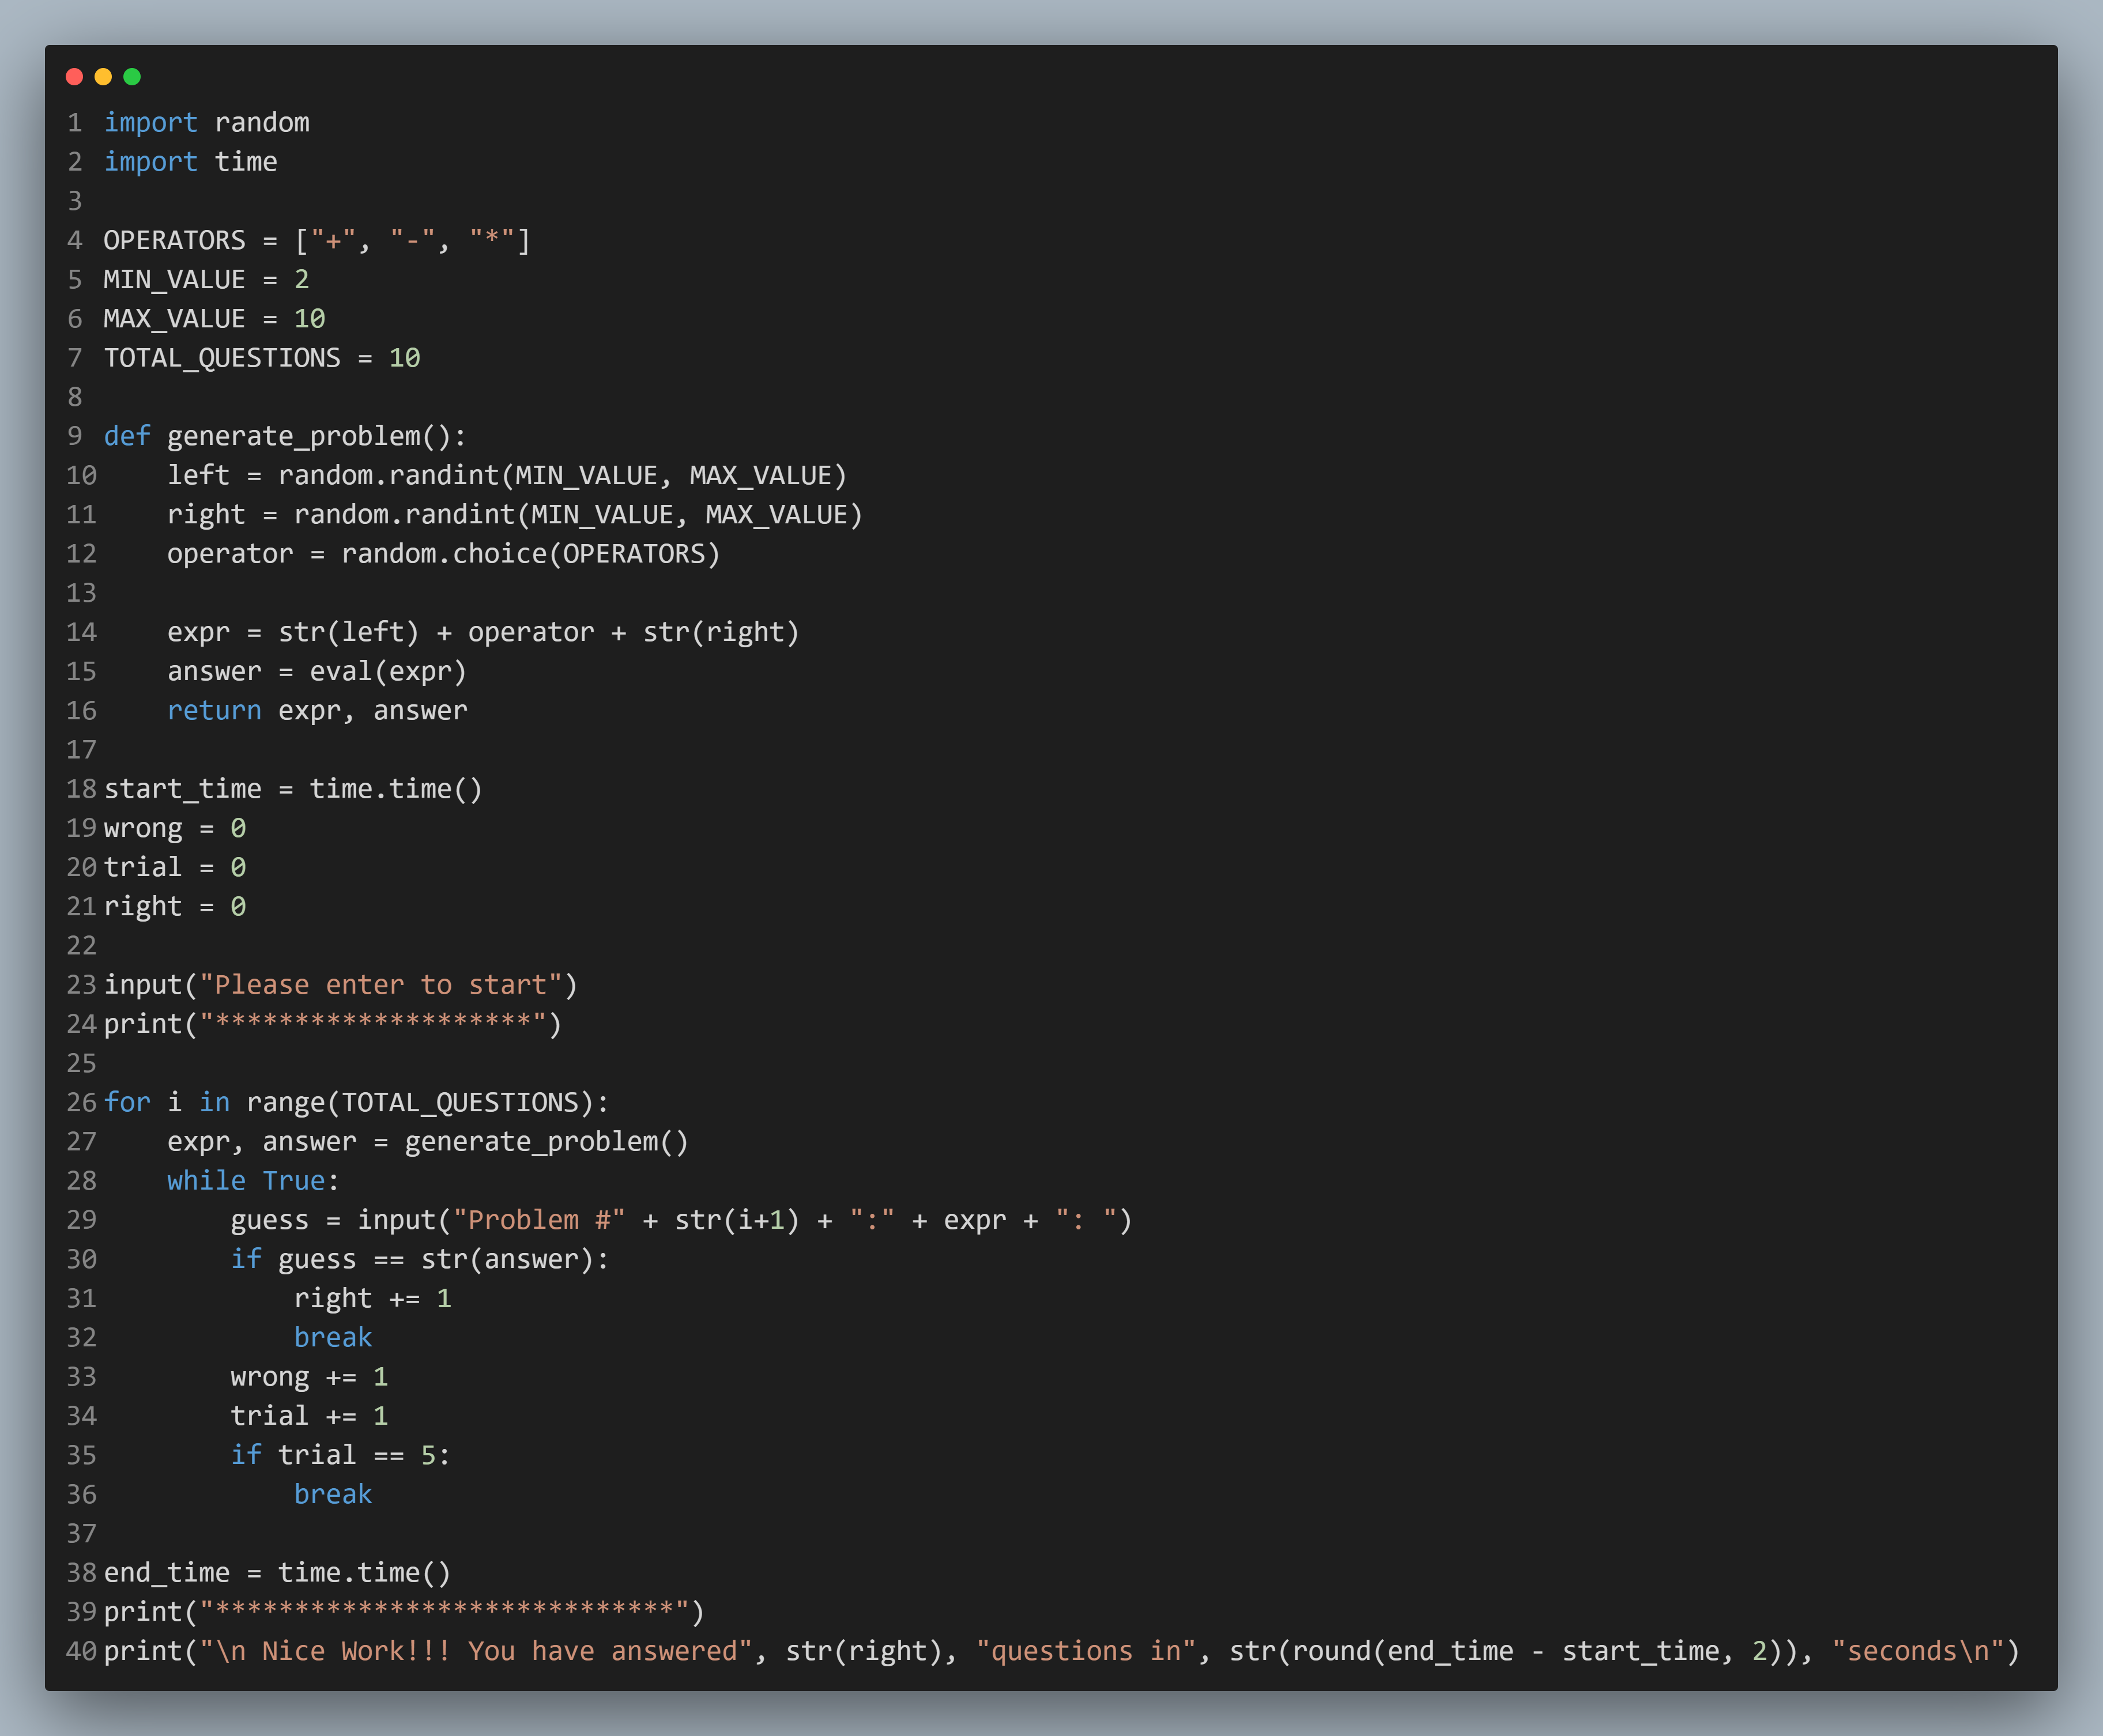 1 import random
2 import time
3
4 OPERATORS = ["+", "-", "*"]
5 MIN_VALUE = 2
6 MAX_VALUE = 10
7 TOTAL_QUESTIONS = 10
8
9 def generate_problem():
10     left = random.randint(MIN_VALUE, MAX_VALUE)
11     right = random.randint(MIN_VALUE, MAX_VALUE)
12     operator = random.choice(OPERATORS)
13
14     expr = str(left) + operator + str(right)
15     answer = eval(expr)
16     return expr, answer
17
18 start_time = time.time()
19 wrong = 0
20 trial = 0
21 right = 0
22
23 input("Please enter to start")
24 print("********************")
25
26 for i in range(TOTAL_QUESTIONS):
27     expr, answer = generate_problem()
28     while True:
29         guess = input("Problem #" + str(i+1) + ":" + expr + ": ")
30         if guess == str(answer):
31             right += 1
32             break
33         wrong += 1
34         trial += 1
35         if trial == 5:
36             break
37
38 end_time = time.time()
39 print("*****************************")
40 print("\n Nice Work!!! You have answered", str(right), "questions in", str(round(end_time - start_time, 2)), "seconds\n")